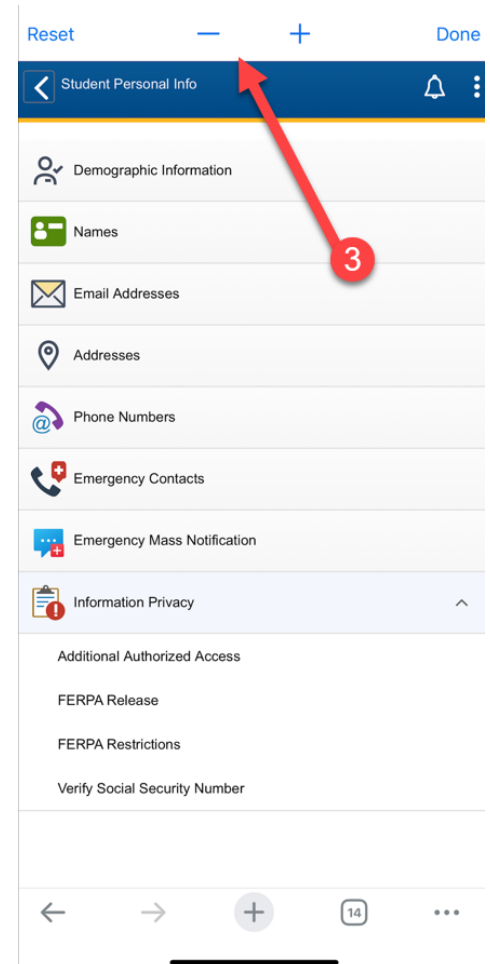 Reset — + Done
Student Personal Info
3
Demographic Information
Names
Email Addresses
Addresses
@ Phone Numbers
Emergency Contacts
Emergency Mass Notification
Information Privacy
Additional Authorized Access
FERPA Release
FERPA Restrictions
Verify Social Security Number
14